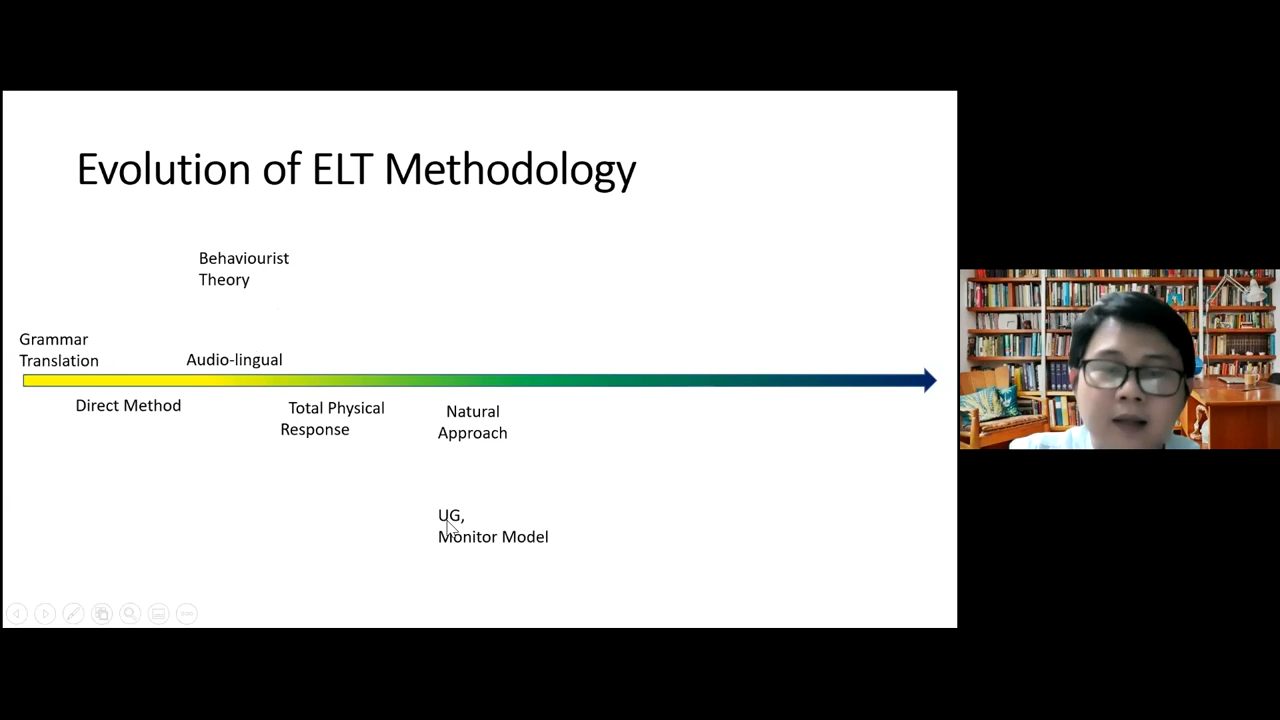 Evolution of ELT Methodology
Behaviourist
Theory
Grammar
Translation
Audio-lingual
Direct Method
Total Physical
Response
Natural
Approach
UG,
Monitor Model